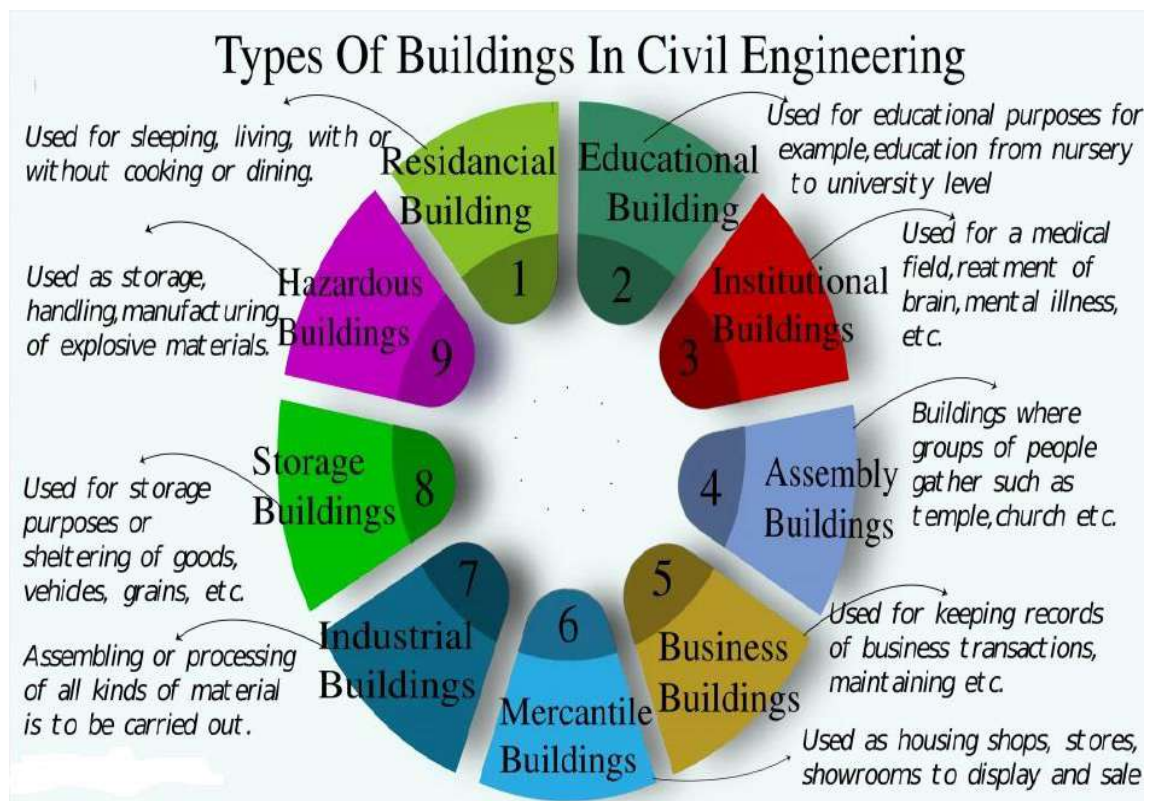 Types Of Buildings In Civil Engineering
Used for sleeping, living, with or
without cooking or dining.
Residancial
Building
1
Educational
Building
2
Used for educational purposes for
example,education from nursery
to university level
Institutional
Buildings
3
Used for a medical
field,reatment of
brain,mental illness,
etc.
Assembly
Buildings
4
Buildings where
groups of people
gather such as
temple,church etc.
Business
Buildings
5
Used for keeping records
of business transactions,
maintaining etc.
Mercantile
Buildings
6
Used as housing shops, stores,
showrooms to display and sale
Industrial
Buildings
7
Assembling or processing
of all kinds of material
is to be carried out.
Storage
Buildings
8
Used for storage
purposes or
sheltering of goods,
vehicles, grains, etc.
Hazardous
Buildings
9
Used as storage,
handling,manufacturing
of explosive materials.